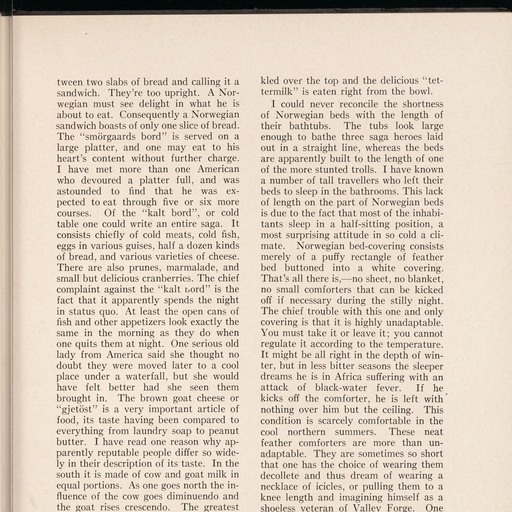 tween two slabs of bread and calling it a
sandwich. They're too upright. A Nor-
wegian must see delight in what he is
about to eat. Consequently a Norwegian
sandwich boasts of only one slice of bread.
The "smörgaards bord" is served on a
large platter, and one may eat to his
heart's content without further charge.
I have met more than one American
who devoured a platter full, and was
astounded to find that he was ex-
pected to eat through five or six more
courses. Of the "kalt bord", or cold
table one could write an entire saga. It
consists chiefly of cold meats, cold fish,
eggs in various guises, half a dozen kinds
of bread, and various varieties of cheese.
There are also prunes, marmalade, and
small but delicious cranberries. The chief
complaint against the "kalt bord" is the
fact that it apparently spends the night
in status quo. At least the open cans of
fish and other appetizers look exactly the
same in the morning as they do when
one quits them at night. One serious old
lady from America said she thought no
doubt they were moved later to a cool
place under a waterfall, but she would
have felt better had she seen them
brought in. The brown goat cheese or
"gjetöst" is a very important article of
food, its taste having been compared to
everything from laundry soap to peanut
butter. I have read one reason why ap-
parently reputable people differ so wide-
ly in their description of its taste. In the
south it is made of cow and goat milk in
equal portions. As one goes north the in-
fluence of the cow goes diminuendo and
the goat rises crescendo. The greatest
kled over the top and the delicious "tet-
termilk" is eaten right from the bowl.
I could never reconcile the shortness
of Norwegian beds with the length of
their bathtubs. The tubs look large
enough to bathe three saga heroes laid
out in a straight line, whereas the beds
are apparently built to the length of one
of the more stunted trolls. I have known
a number of tall travellers who left their
beds to sleep in the bathrooms. This lack
of length on the part of Norwegian beds
is due to the fact that most of the inhabi-
tants sleep in a half-sitting position, a
most surprising attitude in so cold a cli-
mate. Norwegian bed-covering consists
merely of a puffy rectangle of feather
bed buttoned into a white covering.
That's all there is,—no sheet, no blanket,
no small comforters that can be kicked
off if necessary during the stilly night.
The chief trouble with this one and only
covering is that it is highly unadaptable.
You must take it or leave it; you cannot
regulate it according to the temperature.
It might be all right in the depth of win-
ter, but in less bitter seasons the sleeper
dreams he is in Africa suffering with an
attack of black-water fever. If he
kicks off the comforter, he is left with
nothing over him but the ceiling. This
condition is scarcely comfortable in the
cool northern summers. These neat
feather comforters are more than un-
adaptable. They are sometimes so short
that one has the choice of wearing them
decollete and thus dream of wearing a
necklace of icicles, or pulling them to a
knee length and imagining himself as a
shoeless veteran of Valley Forge. One